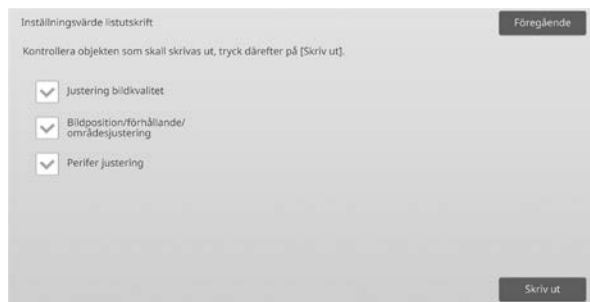 Inställningsvärde listutskrift
Föregående
Kontrollera objekten som skall skrivas ut, tryck därefter på [Skriv ut].
Justering bildkvalitet
Bildposition/förhållande/
områdesjustering
Perifer justering
Skriv ut